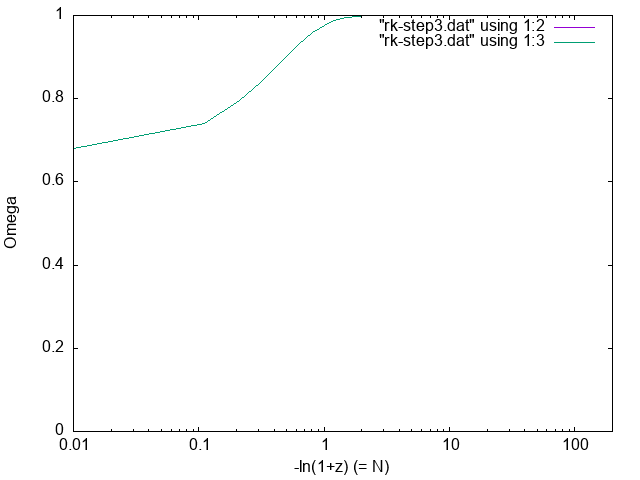 1
"rk-step3.dat" using 1:2
"rk-step3.dat" using 1:3
0.8
0.6
Omega
0.4
0.2
0
0.01
0.1
1
10
100
-ln(1+z) (= N)